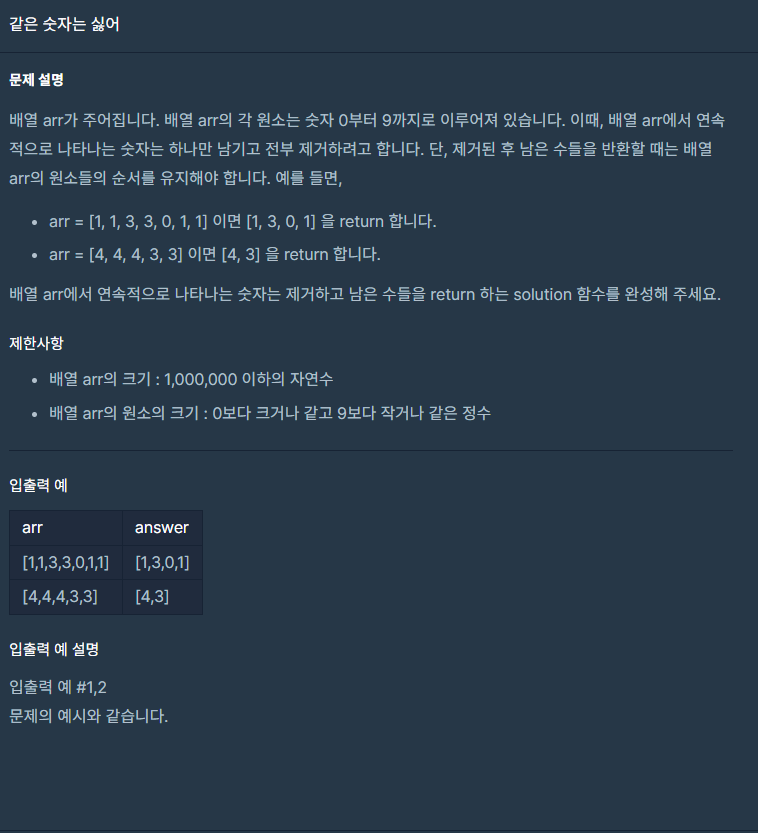 같은 숫자는 싫어
문제 설명
배열 arr가 주어집니다. 배열 arr의 각 원소는 숫자 0부터 9까지로 이루어져 있습니다. 이때, 배열 arr에서 연속
적으로 나타나는 숫자는 하나만 남기고 전부 제거하려고 합니다. 단, 제거된 후 남은 수들을 반환할 때는 배열
arr의 원소들의 순서를 유지해야 합니다. 예를 들면,
• arr = [1, 1, 3, 3, 0, 1, 1] 이면 [1, 3, 0, 1] 을 return 합니다.
• arr = [4, 4, 4, 3, 3] 이면 [4, 3] 을 return 합니다.
배열 arr에서 연속적으로 나타나는 숫자는 제거하고 남은 수들을 return 하는 solution 함수를 완성해 주세요.
제한사항
• 배열 arr의 크기 : 1,000,000 이하의 자연수
• 배열 arr의 원소의 크기 : 0보다 크거나 같고 9보다 작거나 같은 정수
입출력 예
arr answer
[1,1,3,3,0,1,1] [1,3,0,1]
[4,4,4,3,3] [4,3]
입출력 예 설명
입출력 예 #1,2
문제의 예시와 같습니다.